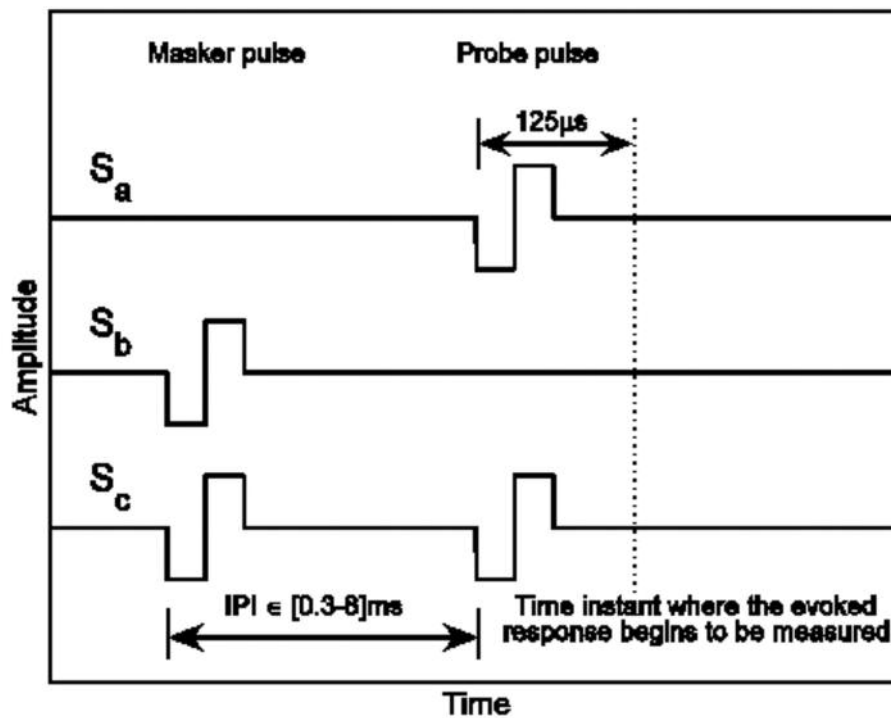 Masker pulse Probe pulse
125μs
Sa
Sb
Sc
Amplitude
IPI ∈ [0.3-8]ms
Time instant where the evoked
response begins to be measured
Time